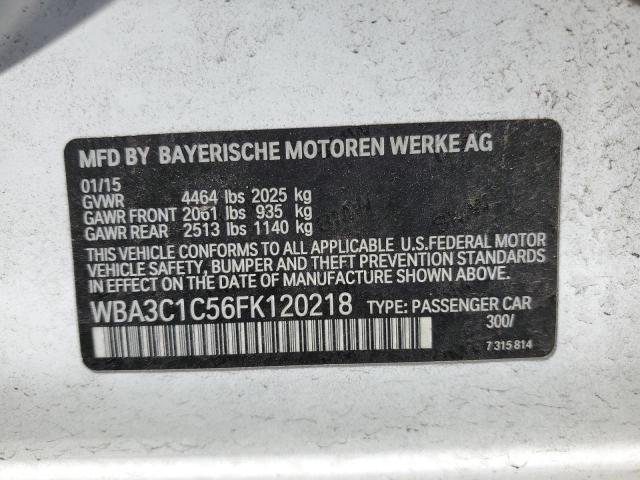 MFD BY BAYERISCHE MOTOREN WERKE AG
01/15
GVWR 4464 lbs 2025 kg
GAWR FRONT 2061 lbs 935 kg
GAWR REAR 2513 lbs 1140 kg
THIS VEHICLE CONFORMS TO ALL APPLICABLE U.S.FEDERAL MOTOR
VEHICLE SAFETY, BUMPER AND THEFT PREVENTION STANDARDS
IN EFFECT ON THE DATE OF MANUFACTURE SHOWN ABOVE.
WBA3C1C56FK120218 TYPE: PASSENGER CAR
300/
7 315 814